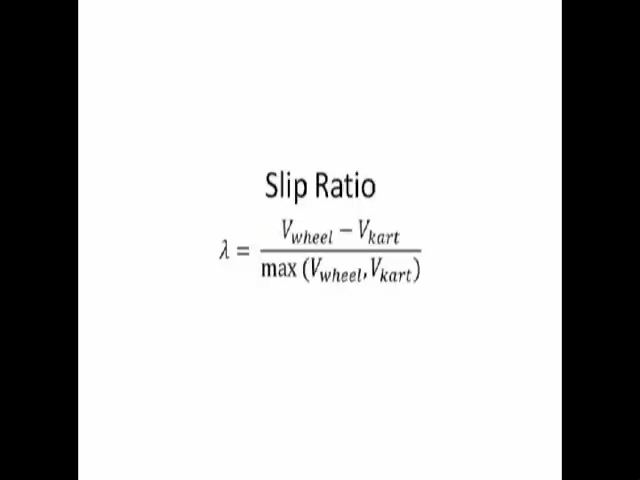 Slip Ratio
λ = (V_wheel − V_kart) / max (V_wheel, V_kart)